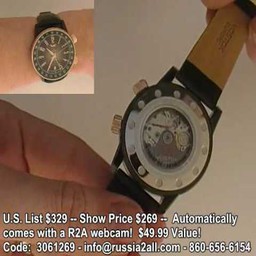 U.S. List $329 -- Show Price $269 -- Automatically
comes with a R2A webcam! $49.99 Value!
Code: 3061269 - info@russia2all.com - 860-656-6154